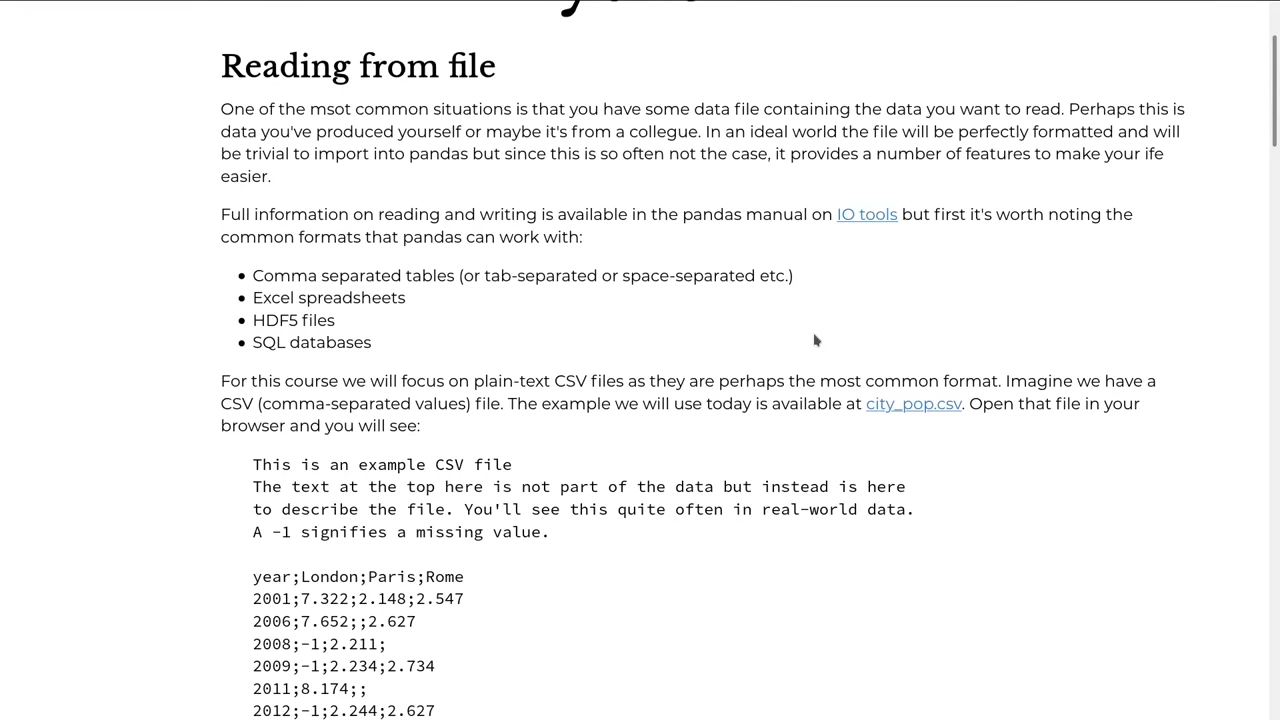 Reading from file
One of the msot common situations is that you have some data file containing the data you want to read. Perhaps this is
data you've produced yourself or maybe it's from a collegue. In an ideal world the file will be perfectly formatted and will
be trivial to import into pandas but since this is so often not the case, it provides a number of features to make your ife
easier.
Full information on reading and writing is available in the pandas manual on IO tools but first it's worth noting the
common formats that pandas can work with:
• Comma separated tables (or tab-separated or space-separated etc.)
• Excel spreadsheets
• HDF5 files
• SQL databases
For this course we will focus on plain-text CSV files as they are perhaps the most common format. Imagine we have a
CSV (comma-separated values) file. The example we will use today is available at city_pop.csv. Open that file in your
browser and you will see:
This is an example CSV file
The text at the top here is not part of the data but instead is here
to describe the file. You'll see this quite often in real-world data.
A -1 signifies a missing value.
year;London;Paris;Rome
2001;7.322;2.148;2.547
2006;7.652;;2.627
2008;-1;2.211;
2009;-1;2.234;2.734
2011;8.174;;
2012;-1;2.244;2.627